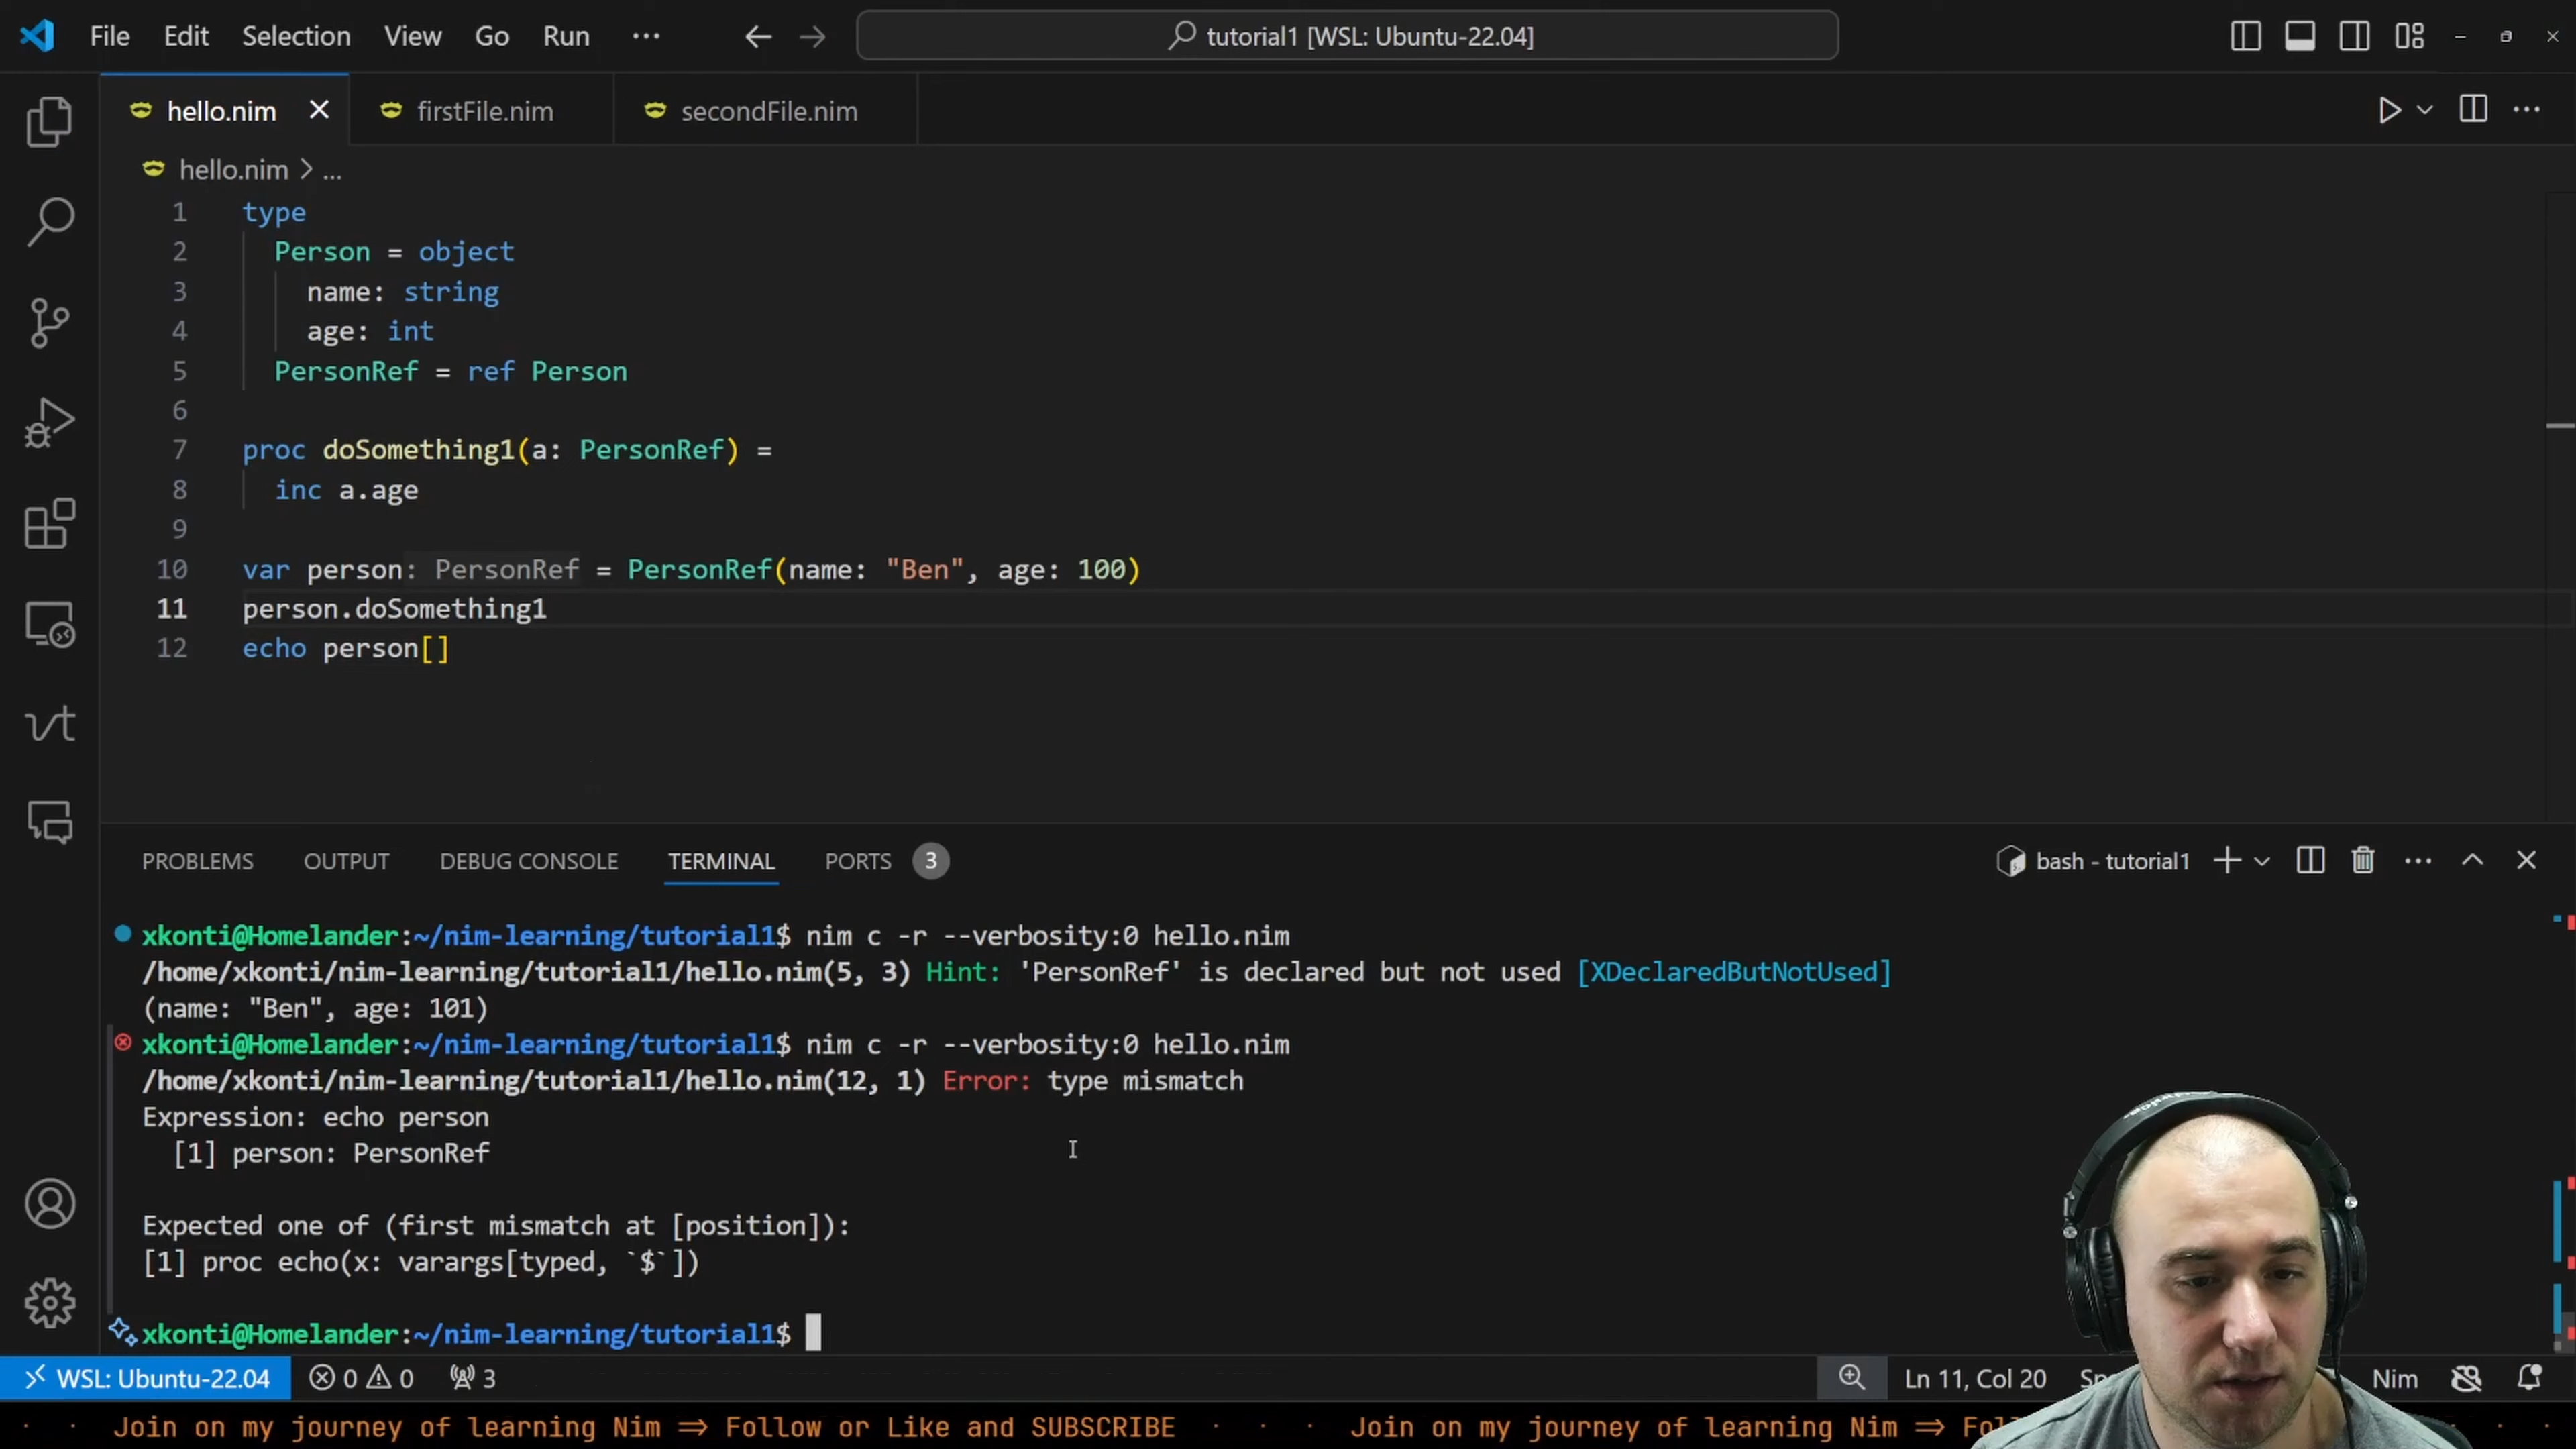 File Edit Selection View Go Run ··· tutorial1 [WSL: Ubuntu-22.04]
hello.nim firstFile.nim secondFile.nim
hello.nim > ...
1 type
2 Person = object
3 name: string
4 age: int
5 PersonRef = ref Person
6
7 proc doSomething1(a: PersonRef) =
8 inc a.age
9
10 var person: PersonRef = PersonRef(name: "Ben", age: 100)
11 person.doSomething1
12 echo person[]
PROBLEMS OUTPUT DEBUG CONSOLE TERMINAL PORTS 3 bash - tutorial1
xkonti@Homelander:~/nim-learning/tutorial1$ nim c -r --verbosity:0 hello.nim
/home/xkonti/nim-learning/tutorial1/hello.nim(5, 3) Hint: 'PersonRef' is declared but not used [XDeclaredButNotUsed]
(name: "Ben", age: 101)
xkonti@Homelander:~/nim-learning/tutorial1$ nim c -r --verbosity:0 hello.nim
/home/xkonti/nim-learning/tutorial1/hello.nim(12, 1) Error: type mismatch
Expression: echo person
[1] person: PersonRef
Expected one of (first mismatch at [position]):
[1] proc echo(x: varargs[typed, `$`])
xkonti@Homelander:~/nim-learning/tutorial1$
WSL: Ubuntu-22.04 0 0 3 Ln 11, Col 20 Nim
· · Join on my journey of learning Nim => Follow or Like and SUBSCRIBE · · · Join on my journey of learning Nim =>